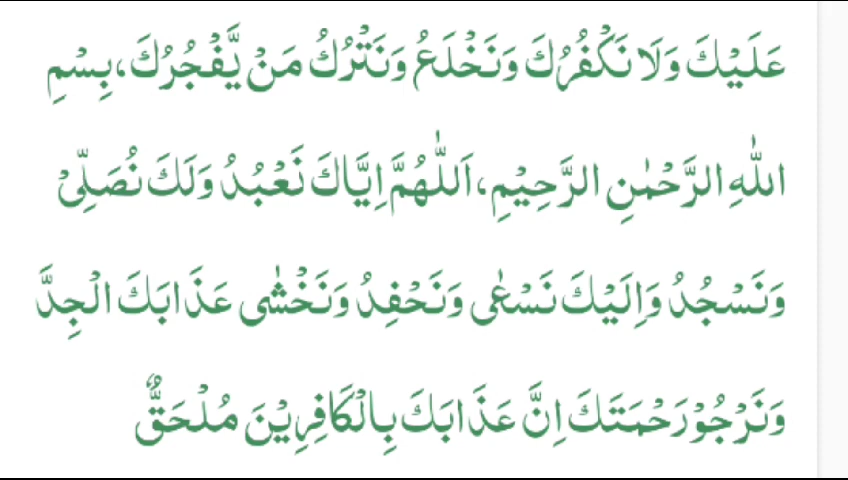 عَلَيْكَ وَلَا نَكْفُرُكَ وَنَخْلَعُ وَنَتْرُكُ مَنْ يَّفْجُرُكَ،بِسْمِ
اللّٰهِ الرَّحْمٰنِ الرَّحِيْمِ،اَللّٰهُمَّ اِيَّاكَ نَعْبُدُ وَلَكَ نُصَلِّيْ
وَنَسْجُدُ وَاِلَيْكَ نَسْعٰى وَنَحْفِدُ وَنَخْشٰى عَذَابَكَ الْجِدَّ
وَنَرْجُوْ رَحْمَتَكَ اِنَّ عَذَابَكَ بِالْكَافِرِيْنَ مُلْحَقٌّ